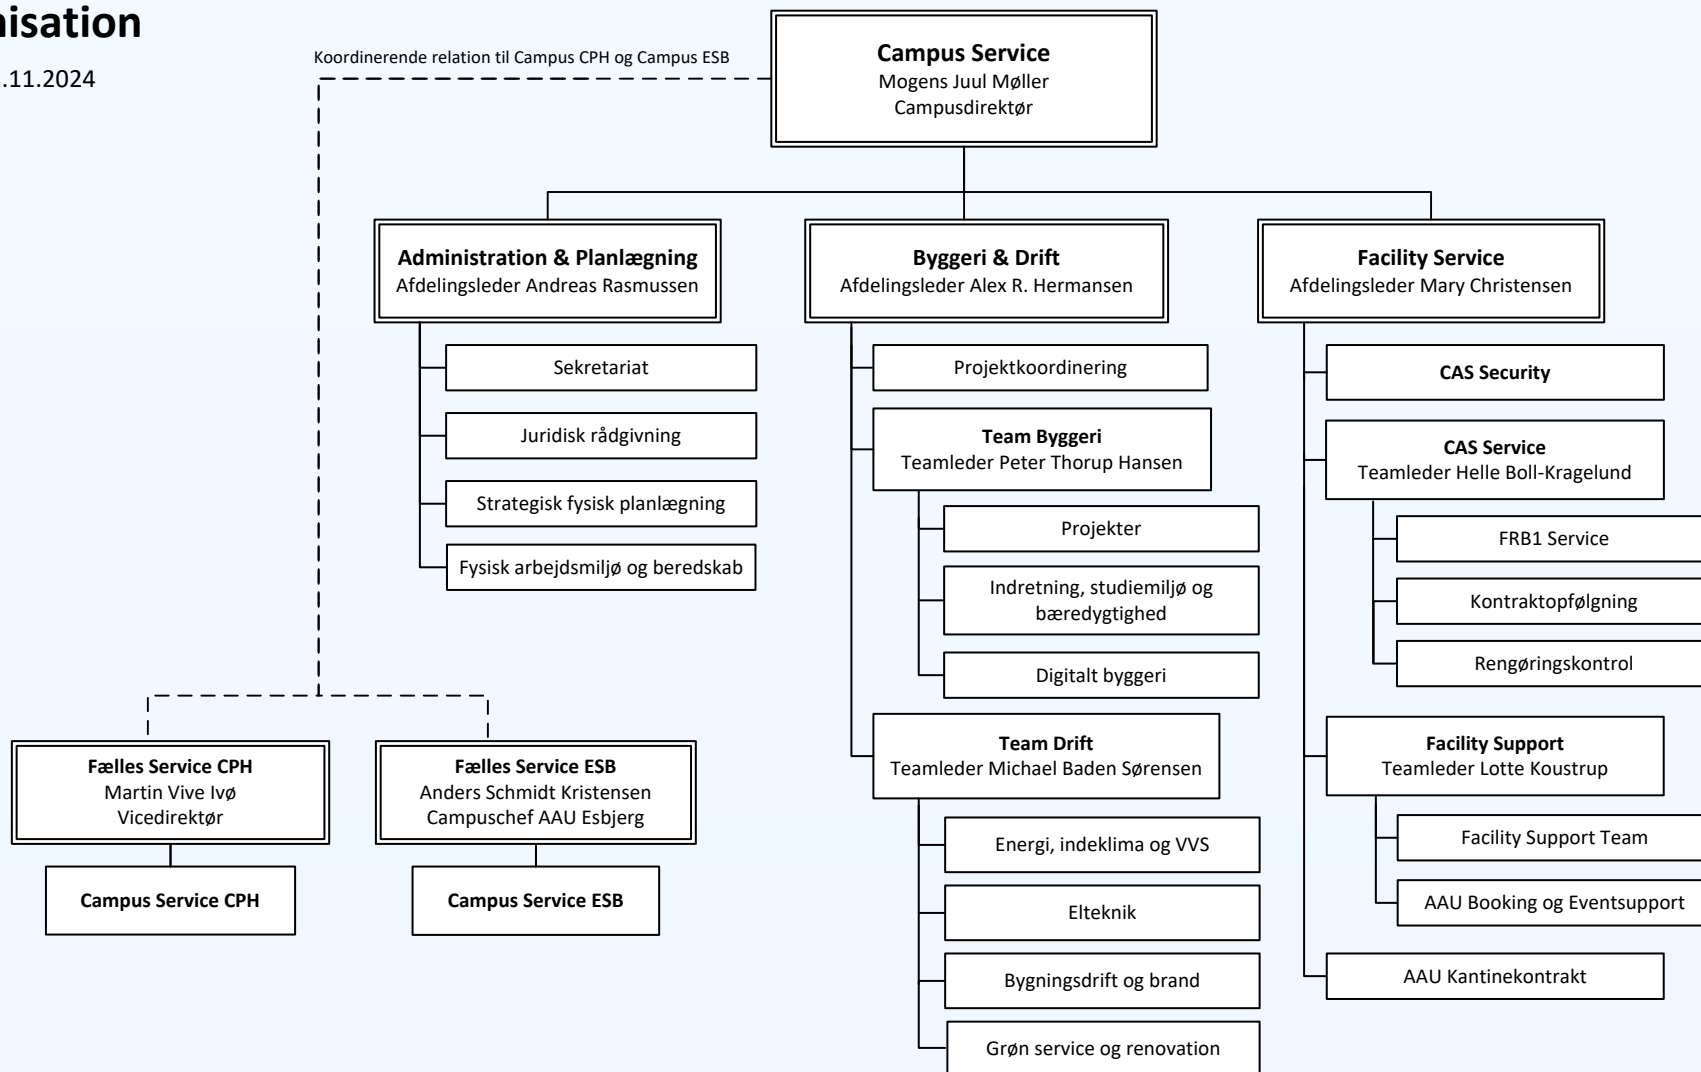 nisation
.11.2024
Koordinerende relation til Campus CPH og Campus ESB
Campus Service
Mogens Juul Møller
Campusdirektør
Administration & Planlægning
Afdelingsleder Andreas Rasmussen
Sekretariat
Juridisk rådgivning
Strategisk fysisk planlægning
Fysisk arbejdsmiljø og beredskab
Byggeri & Drift
Afdelingsleder Alex R. Hermansen
Projektkoordinering
Team Byggeri
Teamleder Peter Thorup Hansen
Projekter
Indretning, studiemiljø og
bæredygtighed
Digitalt byggeri
Team Drift
Teamleder Michael Baden Sørensen
Energi, indeklima og VVS
Elteknik
Bygningsdrift og brand
Grøn service og renovation
Facility Service
Afdelingsleder Mary Christensen
CAS Security
CAS Service
Teamleder Helle Boll-Kragelund
FRB1 Service
Kontraktopfølgning
Rengøringskontrol
Facility Support
Teamleder Lotte Koustrup
Facility Support Team
AAU Booking og Eventsupport
AAU Kantinekontrakt
Fælles Service CPH
Martin Vive Ivø
Vicedirektør
Campus Service CPH
Fælles Service ESB
Anders Schmidt Kristensen
Campuschef AAU Esbjerg
Campus Service ESB